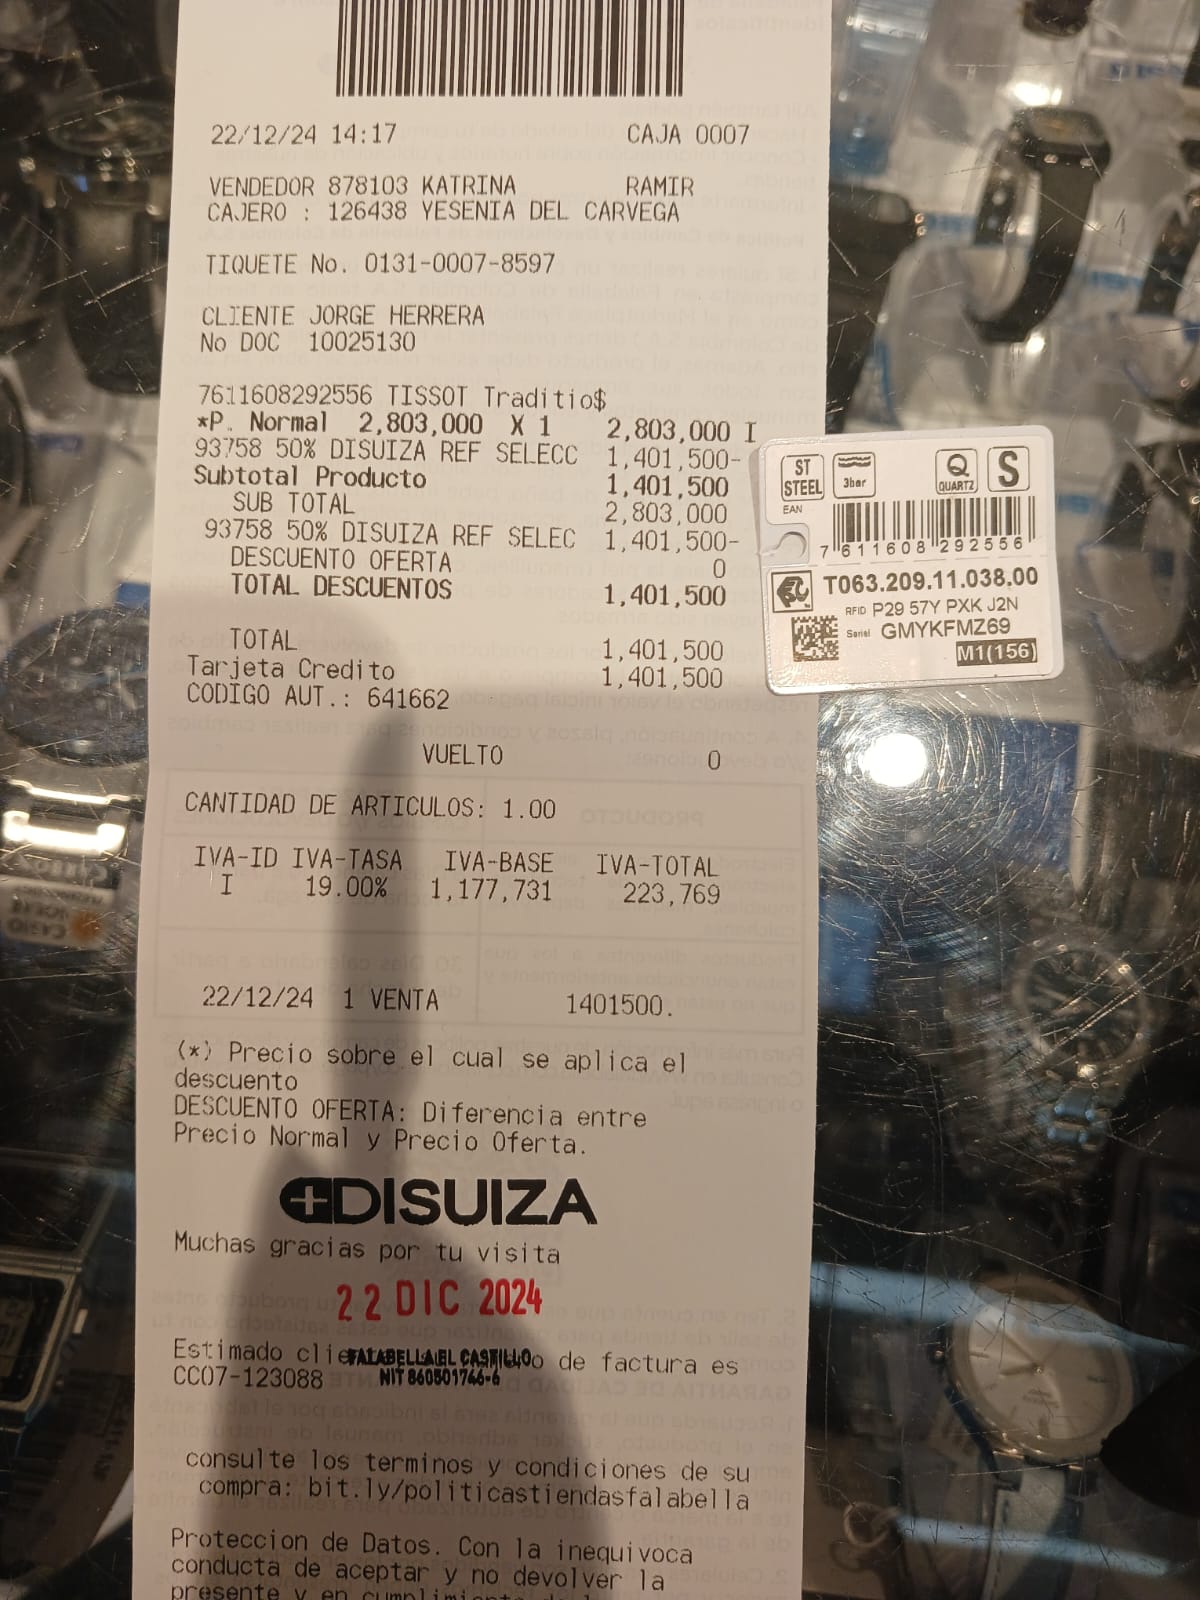 22/12/24 14:17 CAJA 0007
VENDEDOR 878103 KATRINA RAMIR
CAJERO : 126438 YESENIA DEL CARVEGA
TIQUETE No. 0131-0007-8597
CLIENTE JORGE HERRERA
No DOC 10025130
7611608292556 TISSOT Traditio$
*P. Normal 2,803,000 X 1 2,803,000 I
93758 50% DISUIZA REF SELECC 1,401,500-
Subtotal Producto 1,401,500
SUB TOTAL 2,803,000
93758 50% DISUIZA REF SELEC 1,401,500-
DESCUENTO OFERTA 0
TOTAL DESCUENTOS 1,401,500
TOTAL 1,401,500
Tarjeta Credito 1,401,500
CODIGO AUT.: 641662
VUELTO 0
CANTIDAD DE ARTICULOS: 1.00
IVA-ID IVA-TASA IVA-BASE IVA-TOTAL
I 19.00% 1,177,731 223,769
22/12/24 1 VENTA 1401500.
(*) Precio sobre el cual se aplica el
descuento
DESCUENTO OFERTA: Diferencia entre
Precio Normal y Precio Oferta.
DISUIZA
Muchas gracias por tu visita
22 DIC 2024
Estimado clie o de factura es
FALABELLA EL CASTILLO
CC07-123088
NIT 860501746-6
consulte los terminos y condiciones de su
compra: bit.ly/politicastiendasfalabella
Proteccion de Datos. Con la inequivoca
conducta de aceptar y no devolver la
presente y en cumplimiento de
ST
STEEL
3bar
Q
QUARTZ
S
EAN
7 611608 292556
T063.209.11.038,00
RFID P29 57Y PXK J2N
Serial GMYKFMZ69
M1(156)